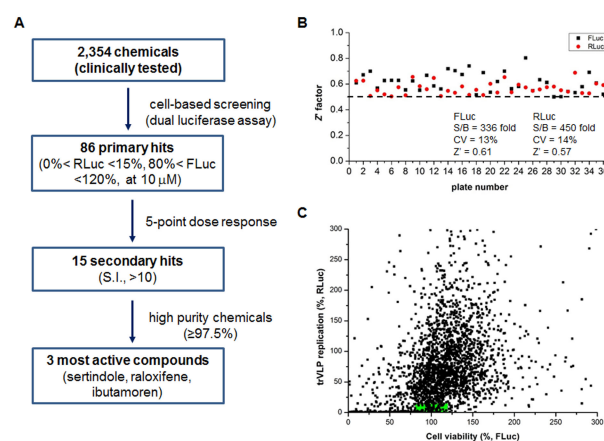 A
2,354 chemicals
(clinically tested)
cell-based screening
(dual luciferase assay)
86 primary hits
(0%< RLuc <15%, 80%< FLuc
<120%, at 10 μM)
5-point dose response
15 secondary hits
(S.I., >10)
high purity chemicals
(≥97.5%)
3 most active compounds
(sertindole, raloxifene,
ibutamoren)
B
1.0
0.8
0.6
0.4
0.2
0.0
Z' factor
FLuc
RLuc
FLuc
S/B = 336 fold
CV = 13%
Z' = 0.61
RLuc
S/B = 450 fold
CV = 14%
Z' = 0.57
0 2 4 6 8 10 12 14 16 18 20 22 24 26 28 30 32 34 36
plate number
C
300
250
200
150
100
50
0
trVLP replication (%, RLuc)
0 50 100 150 200 250 300
Cell viability (%, FLuc)